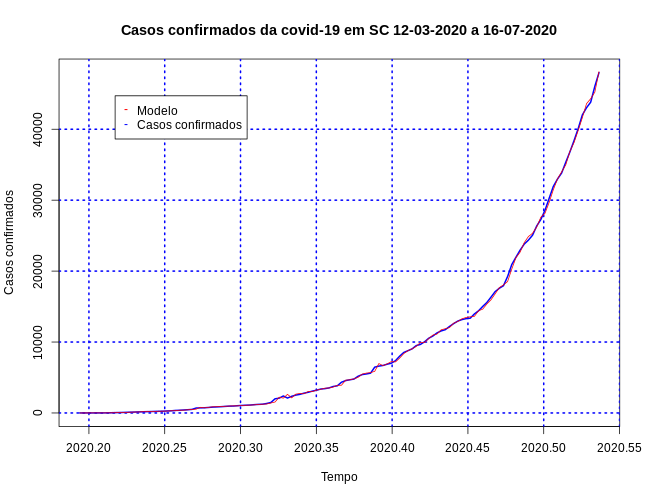 Casos confirmados da covid-19 em SC 12-03-2020 a 16-07-2020
Casos confirmados
40000
30000
20000
10000
0
- Modelo
- Casos confirmados
2020.20 2020.25 2020.30 2020.35 2020.40 2020.45 2020.50 2020.55
Tempo